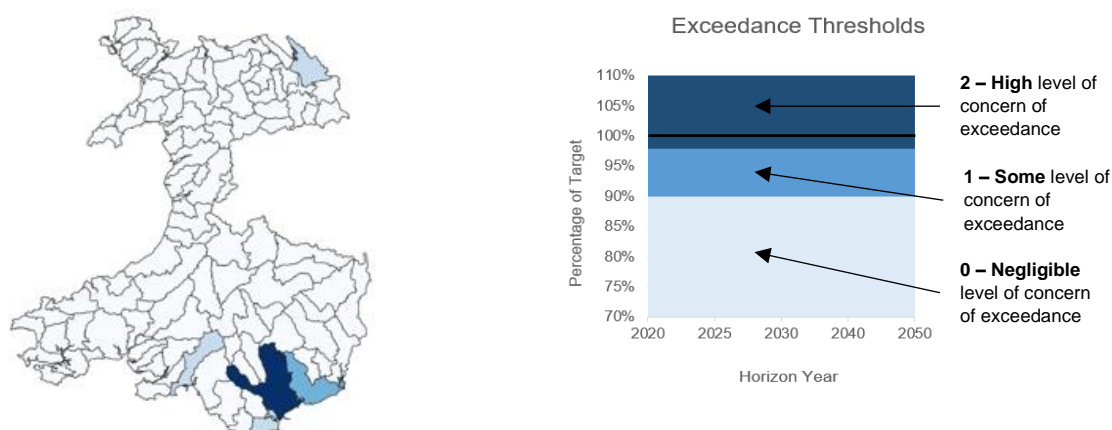 Exceedance Thresholds
110%
105%
100%
95%
90%
85%
80%
75%
70%
Percentage of Target
2020
2025
2030
2040
2050
Horizon Year
2 – High level of
concern of
exceedance
1 – Some level of
concern of
exceedance
0 – Negligible
level of concern
of exceedance